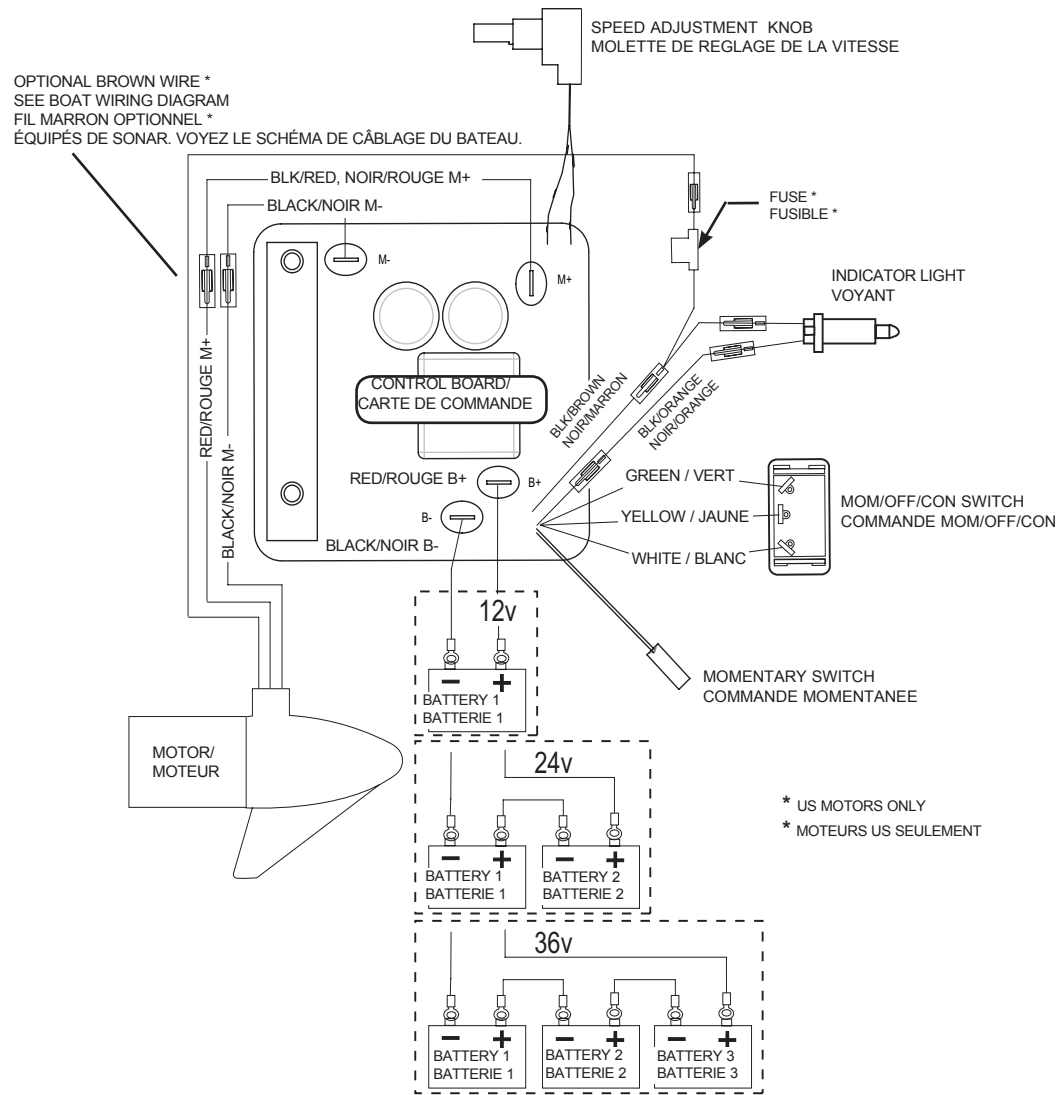 SPEED ADJUSTMENT KNOB
MOLETTE DE REGLAGE DE LA VITESSE
OPTIONAL BROWN WIRE *
SEE BOAT WIRING DIAGRAM
FIL MARRON OPTIONNEL *
ÉQUIPÉS DE SONAR. VOYEZ LE SCHÉMA DE CÂBLAGE DU BATEAU.
BLK/RED, NOIR/ROUGE M+
BLACK/NOIR M-
FUSE *
FUSIBLE *
M-
M+
INDICATOR LIGHT
VOYANT
RED/ROUGE M+
BLACK/NOIR M-
CONTROL BOARD/
CARTE DE COMMANDE
BLK/BROWN
NOIR/MARRON
BLK/ORANGE
NOIR/ORANGE
RED/ROUGE B+
B+
B-
BLACK/NOIR B-
GREEN / VERT
YELLOW / JAUNE
WHITE / BLANC
MOM/OFF/CON SWITCH
COMMANDE MOM/OFF/CON
12v
BATTERY 1
BATTERIE 1
MOMENTARY SWITCH
COMMANDE MOMENTANEE
MOTOR/
MOTEUR
24v
BATTERY 1
BATTERIE 1
BATTERY 2
BATTERIE 2
* US MOTORS ONLY
* MOTEURS US SEULEMENT
36v
BATTERY 1
BATTERIE 1
BATTERY 2
BATTERIE 2
BATTERY 3
BATTERIE 3